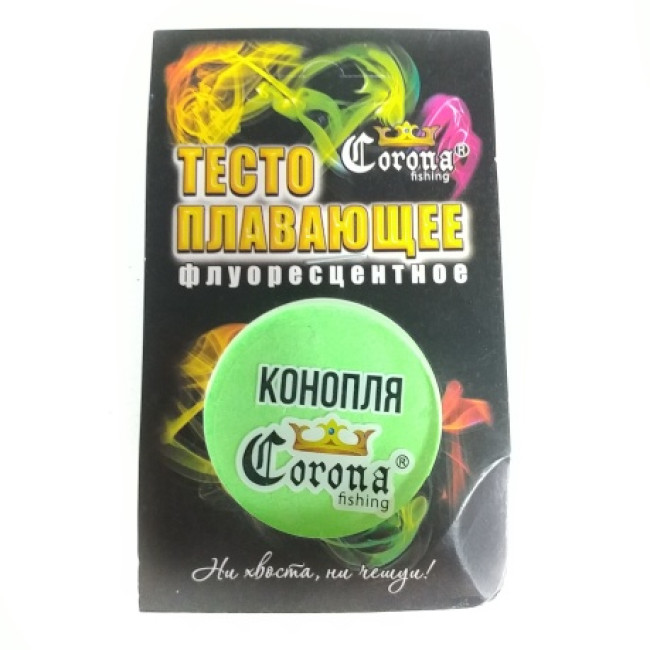 Corona®
fishing
ТЕСТО
ПЛАВАЮЩЕЕ
флуоресцентное
КОНОПЛЯ
Corona®
fishing
Ни хвоста, ни чешуи!